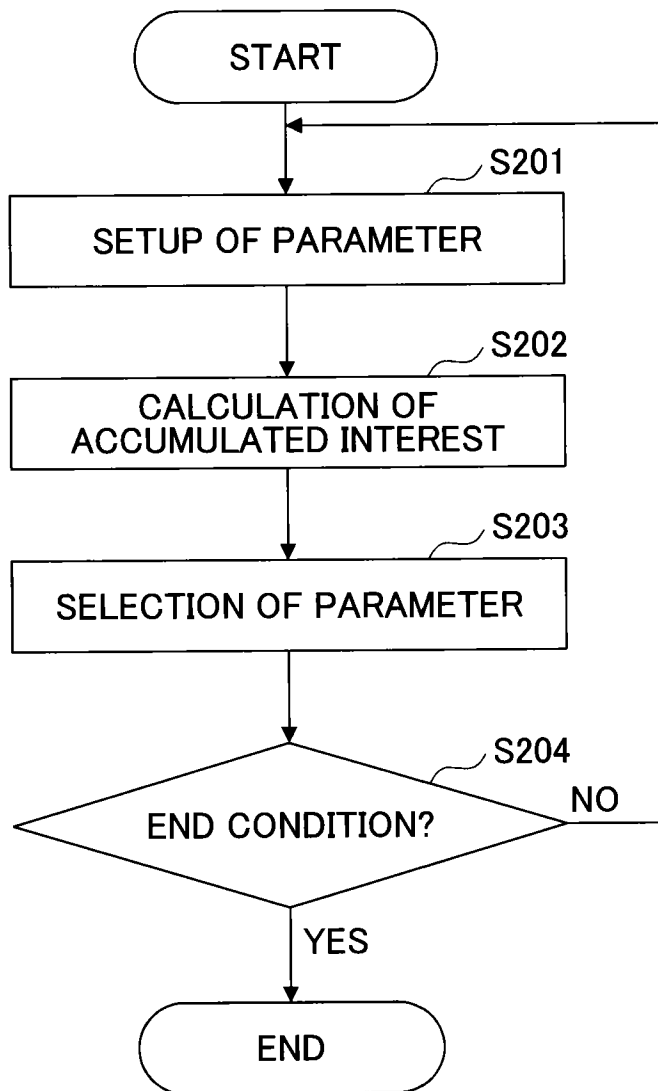 START
S201
SETUP OF PARAMETER
S202
CALCULATION OF
ACCUMULATED INTEREST
S203
SELECTION OF PARAMETER
S204
END CONDITION?
NO
YES
END